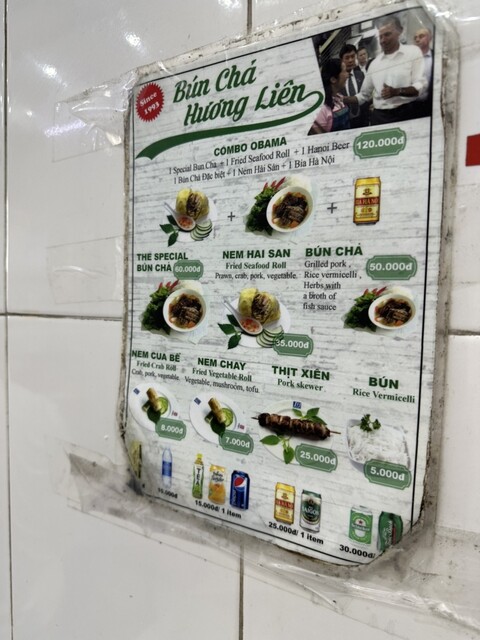 Since
1993
Bún Chả
Hương Liên
COMBO OBAMA
1 Special Bun Cha + 1 Fried Seafood Roll + 1 Hanoi Beer
1 Bún Chả Đặc biệt + 1 Nem Hải Sản + 1 Bia Hà Nội
120.000đ
THE SPECIAL
BÚN CHẢ
60.000đ
NEM HAI SAN
Fried Seafood Roll
Prawn, crab, pork, vegetable
35.000đ
BÚN CHẢ
Grilled pork,
Rice vermicelli,
Herbs with
a broth of
fish sauce
50.000đ
NEM CUA BỂ
Fried Crab Roll
Crab, pork, vegetable
8.000đ
NEM CHAY
Fried Vegetable Roll
Vegetable, mushroom, tofu
7.000đ
THỊT XIÊN
Pork skewer
25.000đ
BÚN
Rice Vermicelli
5.000đ
10.000đ
15.000đ/ 1 item
25.000đ/ 1 item
30.000đ/